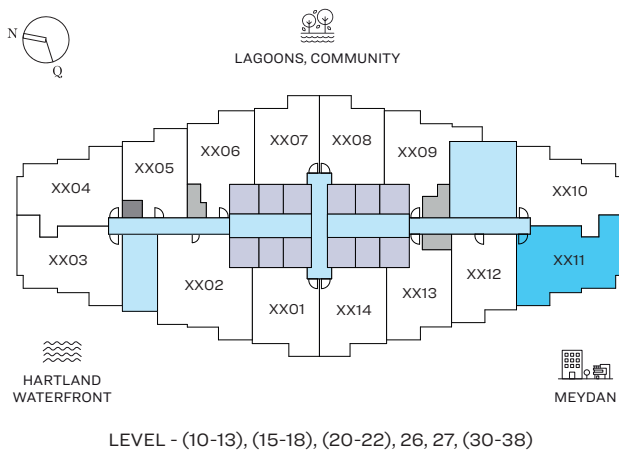 N
Q
LAGOONS, COMMUNITY
XX07
XX08
XX06
XX09
XX05
XX04
XX10
XX03
XX11
XX02
XX12
XX13
XX01
XX14
HARTLAND
WATERFRONT
MEYDAN
LEVEL - (10-13), (15-18), (20-22), 26, 27, (30-38)